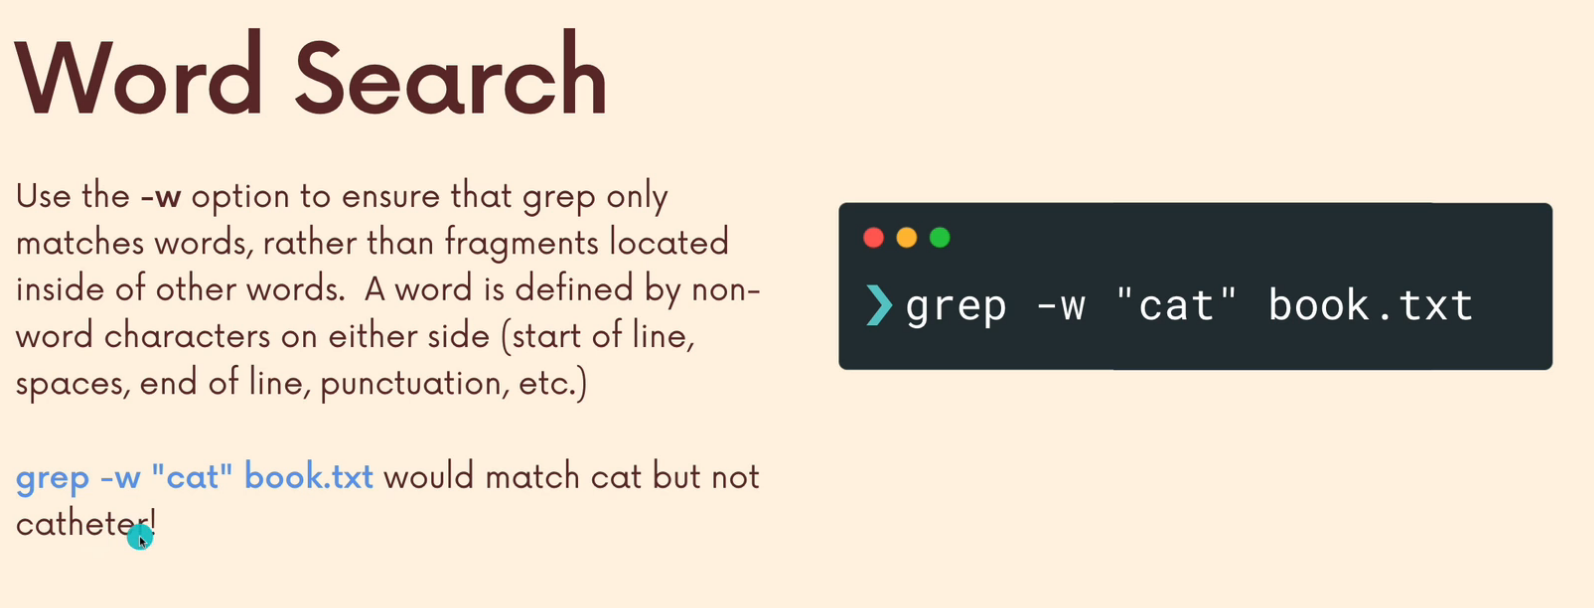 Word Search
Use the -w option to ensure that grep only
matches words, rather than fragments located
inside of other words.  A word is defined by non-
word characters on either side (start of line,
spaces, end of line, punctuation, etc.)
grep -w "cat" book.txt would match cat but not
catheter!
❯ grep -w "cat" book.txt